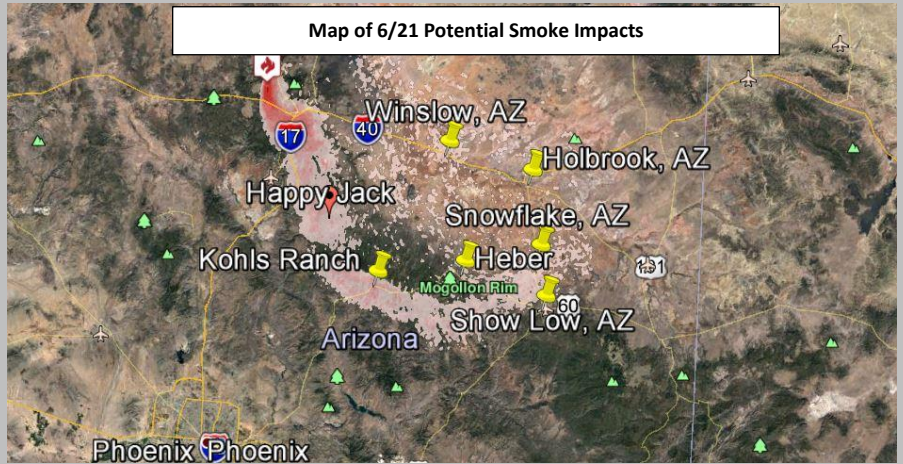 Map of 6/21 Potential Smoke Impacts
Winslow, AZ
17
40
Holbrook, AZ
Happy Jack
Snowflake, AZ
Kohls Ranch
Heber
Mogollon Rim
60
Show Low, AZ
Arizona
Phoenix Phoenix